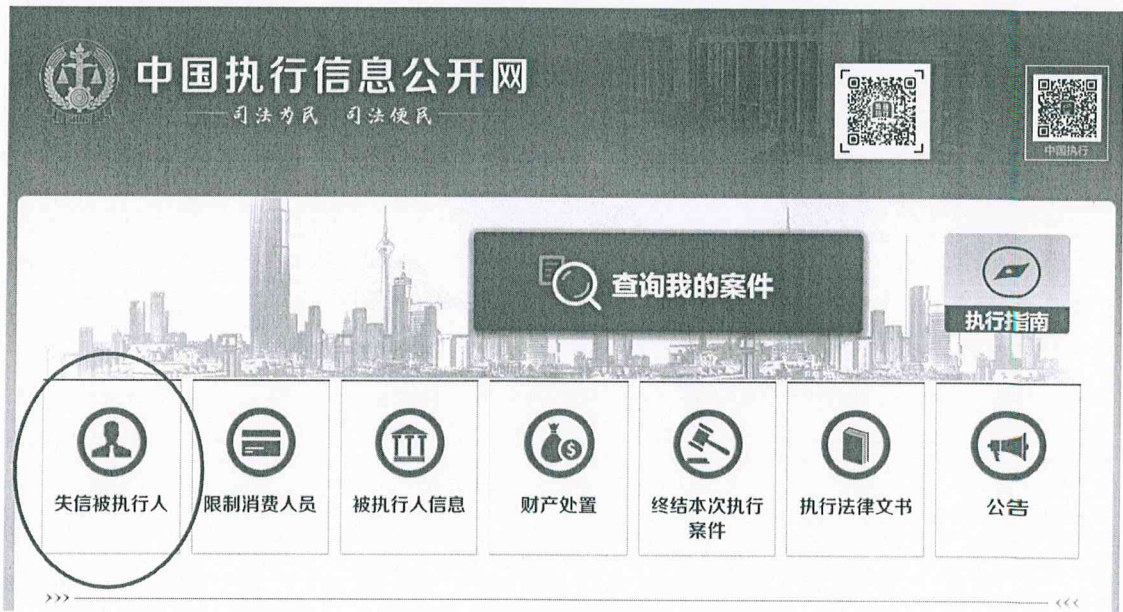 中国执行信息公开网
司法为民 司法便民
中国执行
查询我的案件
执行指南
失信被执行人
限制消费人员
被执行人信息
财产处置
终结本次执行
案件
执行法律文书
公告